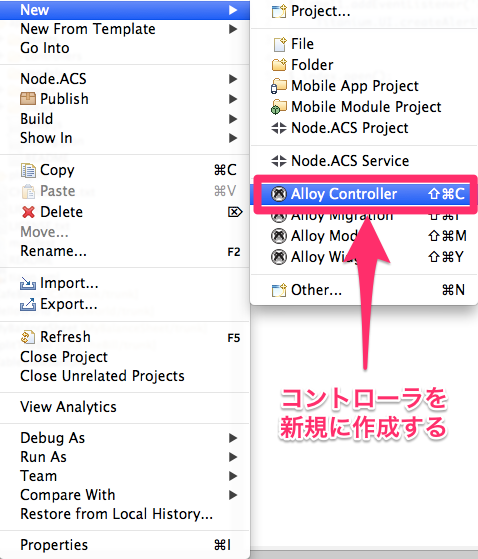 New
New From Template
Go Into
Node.ACS
Publish
Build
Show In
Copy ⌘C
Paste ⌘V
Delete ⌦
Move...
Rename... F2
Import...
Export...
Refresh F5
Close Project
Close Unrelated Projects
View Analytics
Debug As
Run As
Team
Compare With
Restore from Local History...
Properties ⌘I
Project...
File
Folder
Mobile App Project
Mobile Module Project
Node.ACS Project
Node.ACS Service
Alloy Controller ⇧⌘C
Alloy Migration
Alloy Mod ⇧⌘M
Alloy Wid ⇧⌘Y
Other... ⌘N
コントローラを
新規に作成する